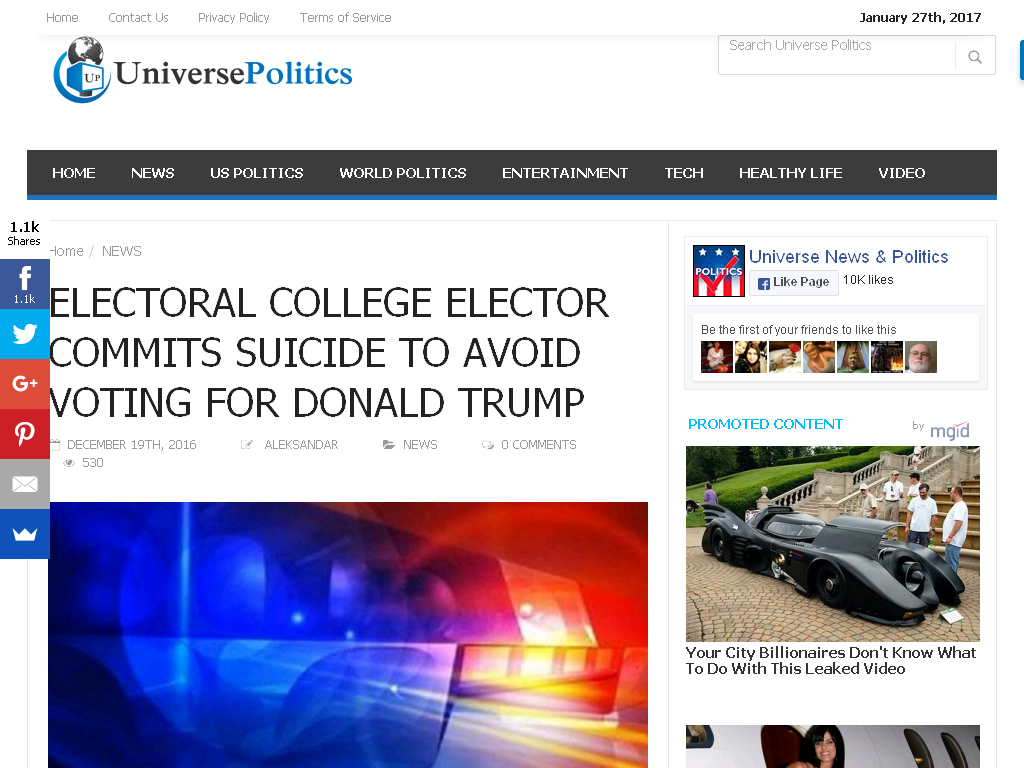 Home Contact Us Privacy Policy Terms of Service January 27th, 2017
UP UniversePolitics
Search Universe Politics
HOME NEWS US POLITICS WORLD POLITICS ENTERTAINMENT TECH HEALTHY LIFE VIDEO
1.1k
Shares
1.1k
Home / NEWS
ELECTORAL COLLEGE ELECTOR
COMMITS SUICIDE TO AVOID
VOTING FOR DONALD TRUMP
DECEMBER 19TH, 2016 ALEKSANDAR NEWS 0 COMMENTS
530
POLITICS
Universe News & Politics
Like Page 10K likes
Be the first of your friends to like this
PROMOTED CONTENT by mgid
Your City Billionaires Don't Know What
To Do With This Leaked Video